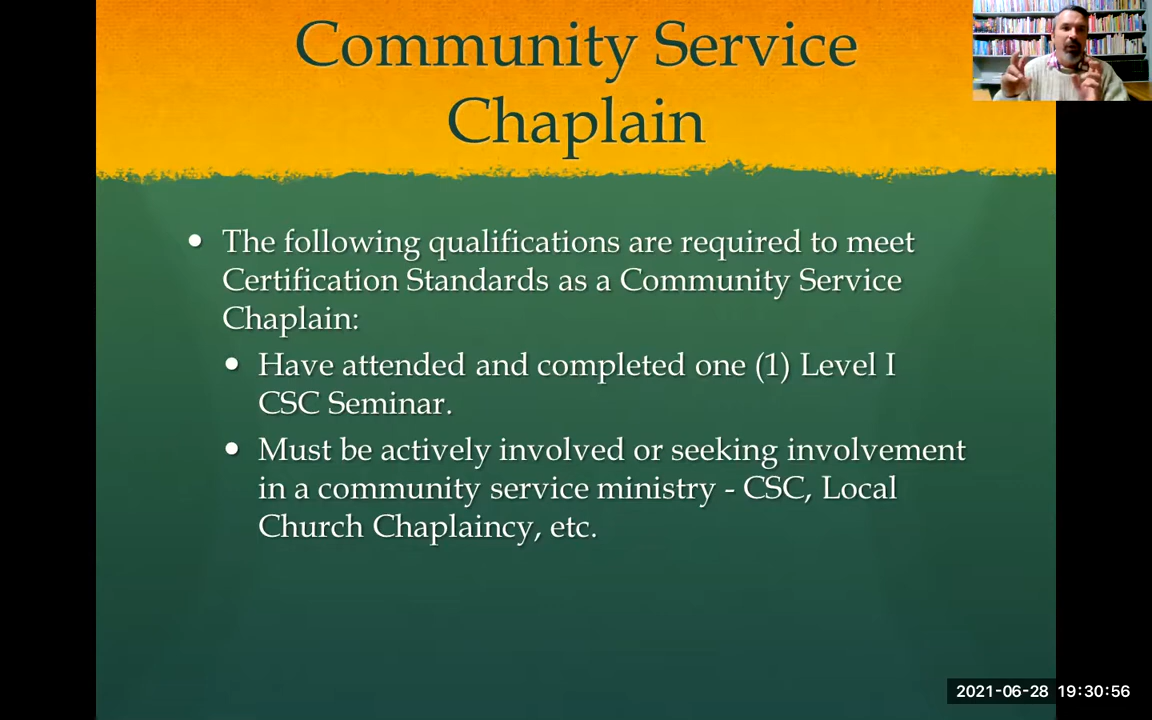 Community Service
Chaplain
• The following qualifications are required to meet
Certification Standards as a Community Service
Chaplain:
• Have attended and completed one (1) Level I
CSC Seminar.
• Must be actively involved or seeking involvement
in a community service ministry - CSC, Local
Church Chaplaincy, etc.
2021-06-28 19:30:56